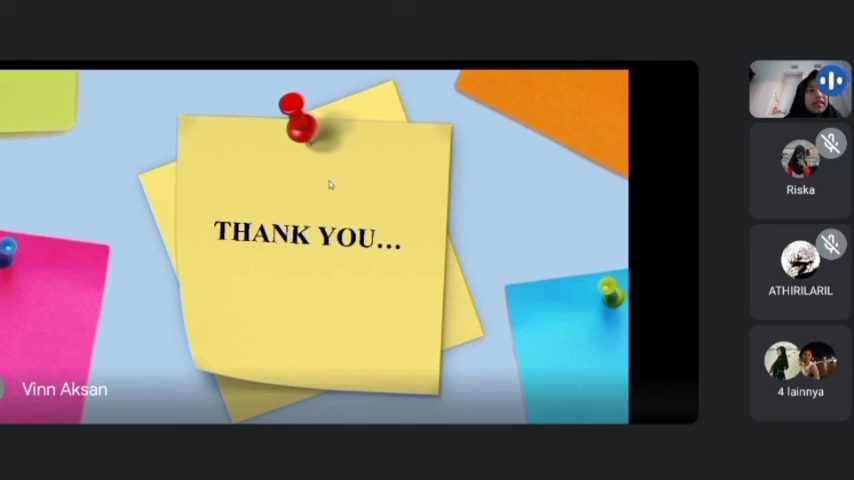 THANK YOU...
Vinn Aksan
Riska
ATHIRILARIL
4 lainnya